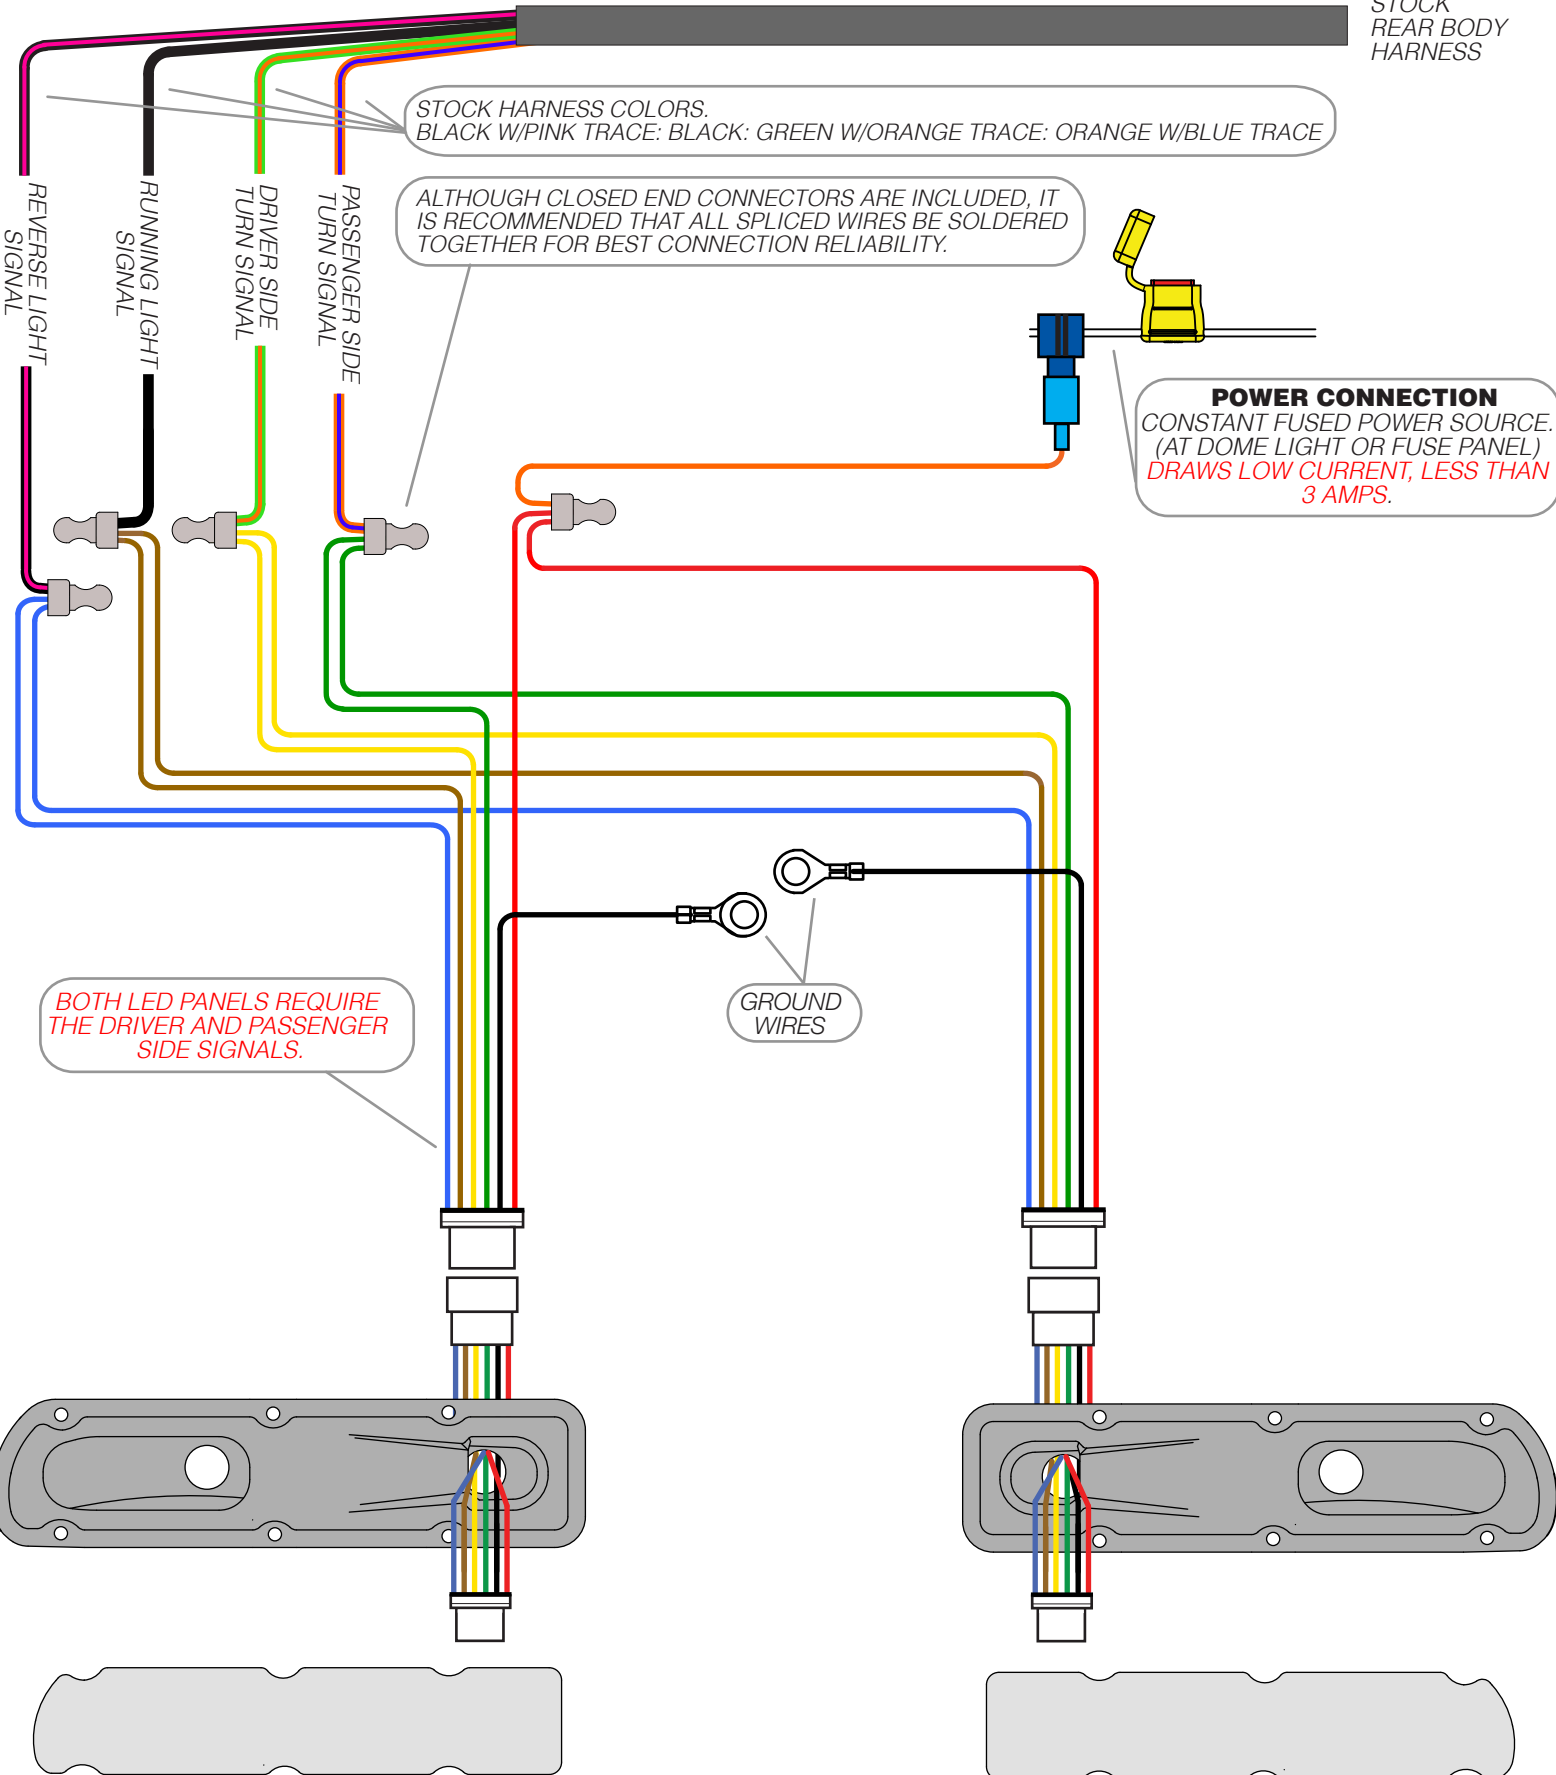 STOCK
REAR BODY
HARNESS
STOCK HARNESS COLORS.
BLACK W/PINK TRACE: BLACK: GREEN W/ORANGE TRACE: ORANGE W/BLUE TRACE
REVERSE LIGHT
SIGNAL
RUNNING LIGHT
SIGNAL
DRIVER SIDE
TURN SIGNAL
PASSENGER SIDE
TURN SIGNAL
ALTHOUGH CLOSED END CONNECTORS ARE INCLUDED, IT
IS RECOMMENDED THAT ALL SPLICED WIRES BE SOLDERED
TOGETHER FOR BEST CONNECTION RELIABILITY.
POWER CONNECTION
CONSTANT FUSED POWER SOURCE.
(AT DOME LIGHT OR FUSE PANEL)
DRAWS LOW CURRENT, LESS THAN
3 AMPS.
BOTH LED PANELS REQUIRE
THE DRIVER AND PASSENGER
SIDE SIGNALS.
GROUND
WIRES